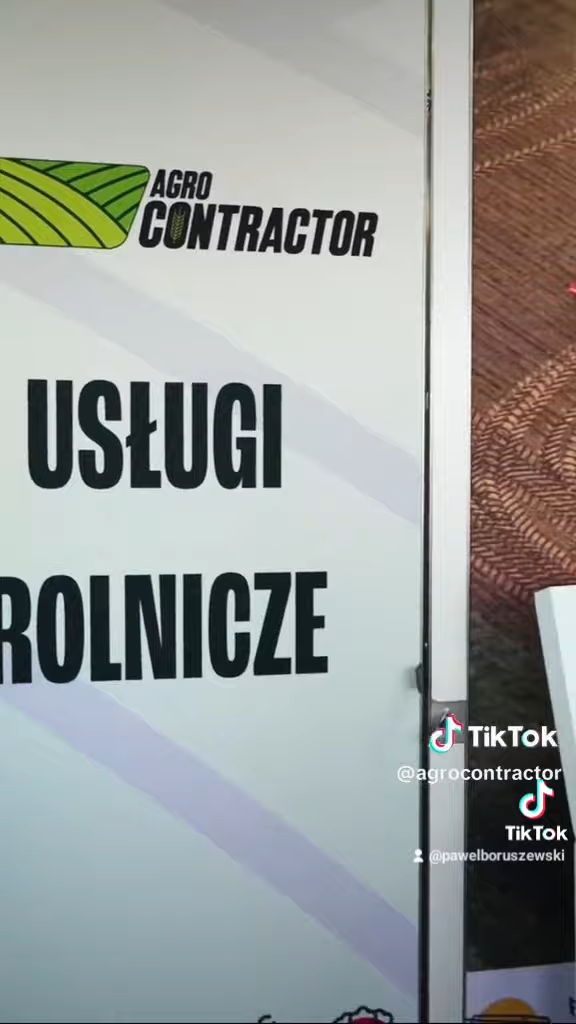 AGRO
CONTRACTOR
USŁUGI
ROLNICZE
TikTok
@agrocontractor
TikTok
@pawelboruszewski